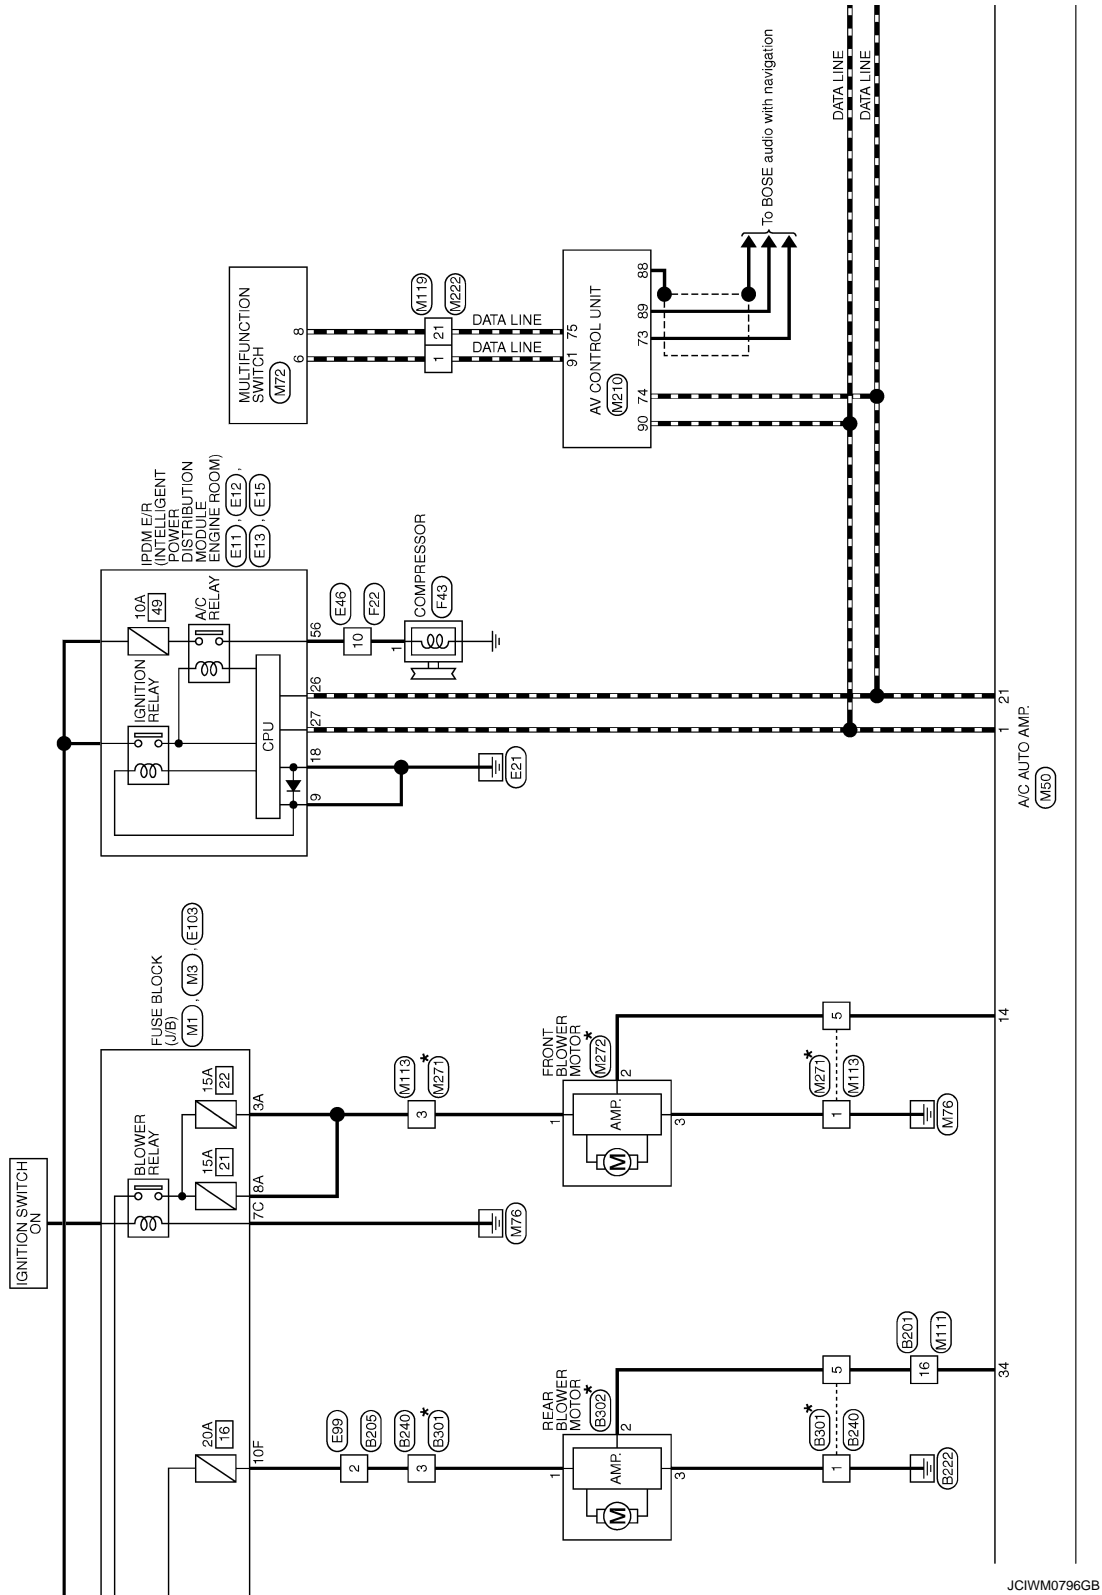 IGNITION SWITCH
ON
20A
16
10F
BLOWER
RELAY
15A
21
15A
22
7C
8A
3A
FUSE BLOCK
(J/B)
M1 , M3 , E103
IGNITION
RELAY
10A
49
A/C
RELAY
CPU
9
18
27
26
56
IPDM E/R
(INTELLIGENT
POWER
DISTRIBUTION
MODULE
ENGINE ROOM)
E11 , E12 ,
E13 , E15
MULTIFUNCTION
SWITCH
M72
6
8
E99
2
B205
B240
3
*
B301
M76
M113
3
*
M271
E21
E46
10
F22
1
COMPRESSOR
F43
M119
1
21
M222
DATA LINE
DATA LINE
REAR
BLOWER
MOTOR
*
B302
1
AMP.
M
2
3
FRONT
BLOWER
MOTOR
*
M272
1
AMP.
M
2
3
91
75
AV CONTROL UNIT
M210
90
74
73
89
88
To BOSE audio with navigation
DATA LINE
DATA LINE
*
B301
1
5
B240
*
M271
1
5
M113
B222
B201
16
M111
M76
34
14
1
21
A/C AUTO AMP.
M50
JCIWM0796GB